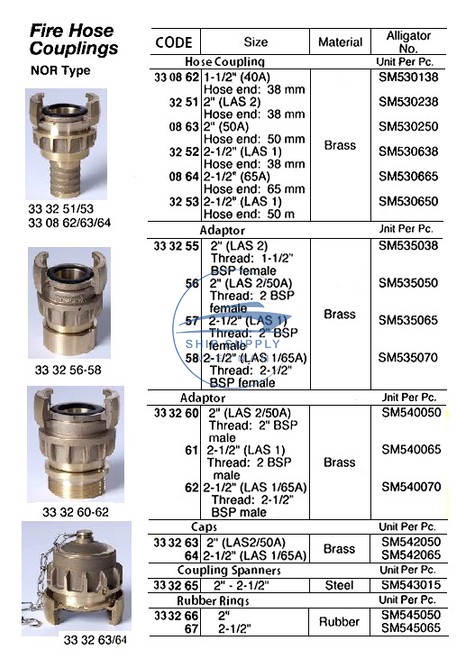 Fire Hose
Couplings
NOR Type
33 32 51/53
33 08 62/63/64
33 32 56-58
33 32 60-62
33 32 63/64
CODE Size Material Alligator No.
Hose Coupling Unit Per Pc.
33 08 62 1-1/2" (40A) SM530138
Hose end: 38 mm
32 51 2" (LAS 2) SM530238
Hose end: 38 mm
08 63 2" (50A) SM530250
Hose end: 50 mm
Brass
32 52 2-1/2" (LAS 1) SM530638
Hose end: 38 mm
08 64 2-1/2" (65A) SM530665
Hose end: 65 mm
32 53 2-1/2" (LAS 1) SM530650
Hose end: 50 m
Adaptor Unit Per Pc.
33 32 55 2" (LAS 2) SM535038
Thread: 1-1/2"
BSP female
56 2" (LAS 2/50A) SM535050
Thread: 2 BSP
female
Brass
57 2-1/2" (LAS 1) SM535065
Thread: 2" BSP
female
SHIP SUPPLY
58 2-1/2" (LAS 1/65A) SM535070
Thread: 2-1/2"
BSP female
Adaptor Jnit Per Pc.
33 32 60 2" (LAS 2/50A) SM540050
Thread: 2" BSP
male
61 2-1/2" (LAS 1) SM540065
Thread: 2 BSP
male
Brass
62 2-1/2" (LAS 1/65A) SM540070
Thread: 2-1/2"
BSP male
Caps Unit Per Pc.
33 32 63 2" (LAS2/50A) SM542050
Brass
64 2-1/2" (LAS 1/65A) SM542065
Coupling Spanners Unit Per Pc.
33 32 65 2" - 2-1/2" Steel SM543015
Rubber Rings Unit Per Pc.
33 32 66 2" SM545050
Rubber
67 2-1/2" SM545065